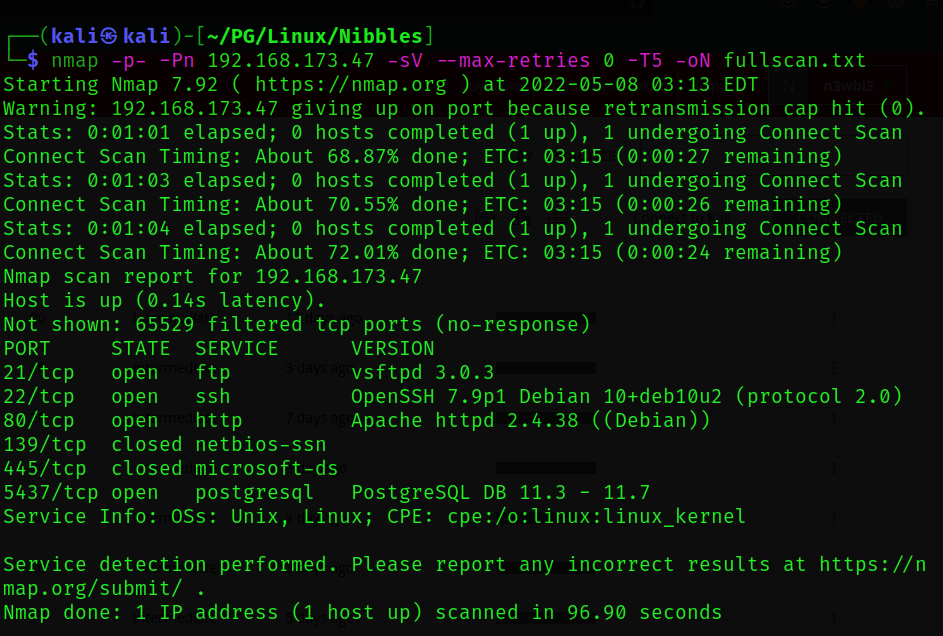 ┌──(kali㉿kali)-[~/PG/Linux/Nibbles]
└─$ nmap -p- -Pn 192.168.173.47 -sV --max-retries 0 -T5 -oN fullscan.txt
Starting Nmap 7.92 ( https://nmap.org ) at 2022-05-08 03:13 EDT
Warning: 192.168.173.47 giving up on port because retransmission cap hit (0).
Stats: 0:01:01 elapsed; 0 hosts completed (1 up), 1 undergoing Connect Scan
Connect Scan Timing: About 68.87% done; ETC: 03:15 (0:00:27 remaining)
Stats: 0:01:03 elapsed; 0 hosts completed (1 up), 1 undergoing Connect Scan
Connect Scan Timing: About 70.55% done; ETC: 03:15 (0:00:26 remaining)
Stats: 0:01:04 elapsed; 0 hosts completed (1 up), 1 undergoing Connect Scan
Connect Scan Timing: About 72.01% done; ETC: 03:15 (0:00:24 remaining)
Nmap scan report for 192.168.173.47
Host is up (0.14s latency).
Not shown: 65529 filtered tcp ports (no-response)
PORT     STATE  SERVICE      VERSION
21/tcp   open   ftp          vsftpd 3.0.3
22/tcp   open   ssh          OpenSSH 7.9p1 Debian 10+deb10u2 (protocol 2.0)
80/tcp   open   http         Apache httpd 2.4.38 ((Debian))
139/tcp  closed netbios-ssn
445/tcp  closed microsoft-ds
5437/tcp open   postgresql   PostgreSQL DB 11.3 - 11.7
Service Info: OSs: Unix, Linux; CPE: cpe:/o:linux:linux_kernel

Service detection performed. Please report any incorrect results at https://n
map.org/submit/ .
Nmap done: 1 IP address (1 host up) scanned in 96.90 seconds